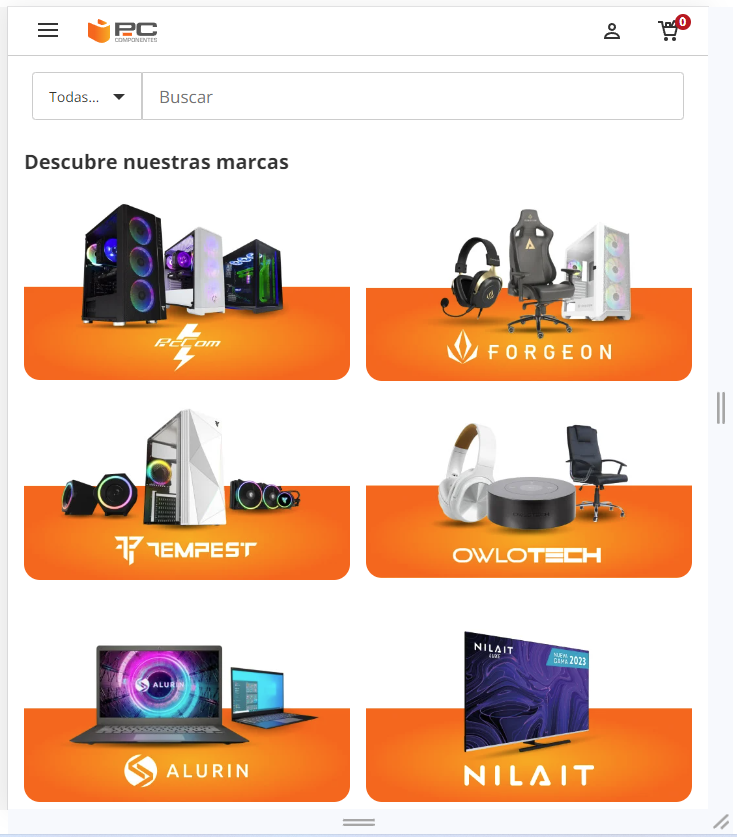 PC
COMPONENTES
0
Todas...
Buscar
Descubre nuestras marcas
PcCom
FORGEON
TEMPEST
OWLOTECH
ALURIN
NILAIT
LUXE
NUEVA
GAMA 2023
ALURIN
NILAIT